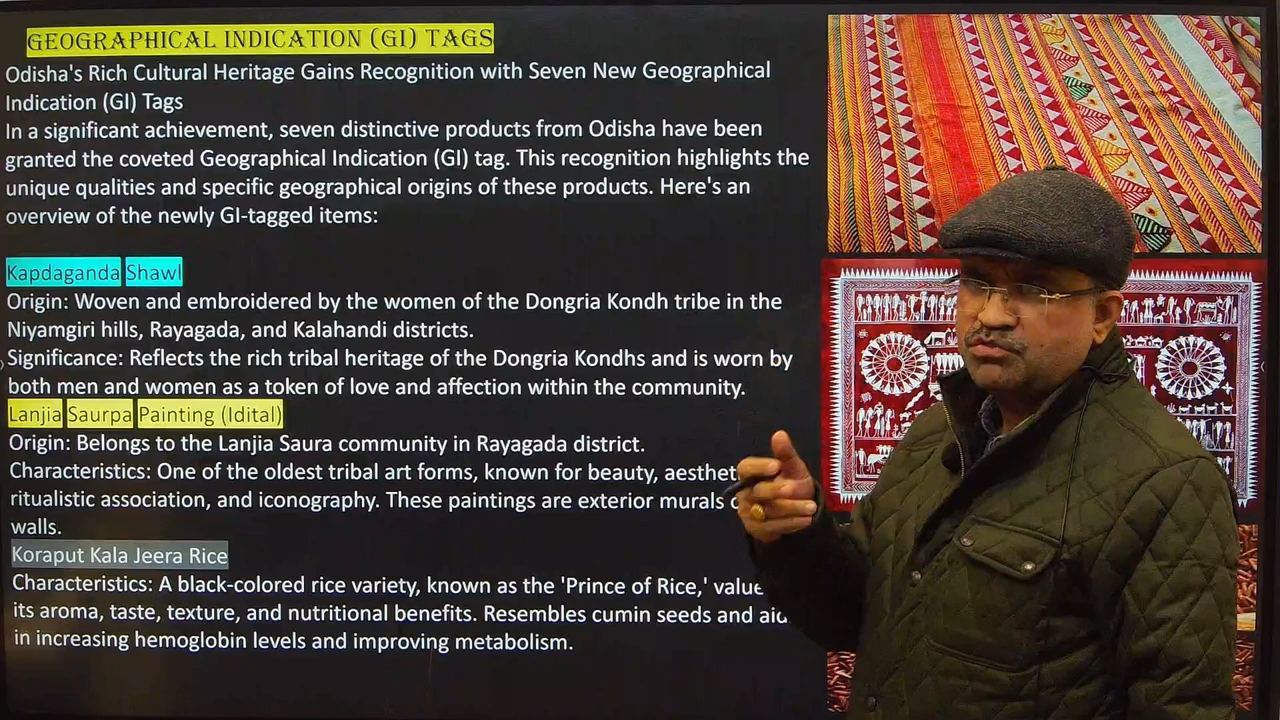 GEOGRAPHICAL INDICATION (GI) TAGS
Odisha's Rich Cultural Heritage Gains Recognition with Seven New Geographical
Indication (GI) Tags
In a significant achievement, seven distinctive products from Odisha have been
granted the coveted Geographical Indication (GI) tag. This recognition highlights the
unique qualities and specific geographical origins of these products. Here's an
overview of the newly GI-tagged items:
Kapdaganda Shawl
Origin: Woven and embroidered by the women of the Dongria Kondh tribe in the
Niyamgiri hills, Rayagada, and Kalahandi districts.
Significance: Reflects the rich tribal heritage of the Dongria Kondhs and is worn by
both men and women as a token of love and affection within the community.
Lanjia Saurpa Painting (Idital)
Origin: Belongs to the Lanjia Saura community in Rayagada district.
Characteristics: One of the oldest tribal art forms, known for beauty,
ritualistic association, and iconography. These paintings are exterior murals
walls.
Koraput Kala Jeera Rice
Characteristics: A black-colored rice variety, known as the 'Prince of Rice,'
its aroma, taste, texture, and nutritional benefits. Resembles cumin seeds and
in increasing hemoglobin levels and improving metabolism.